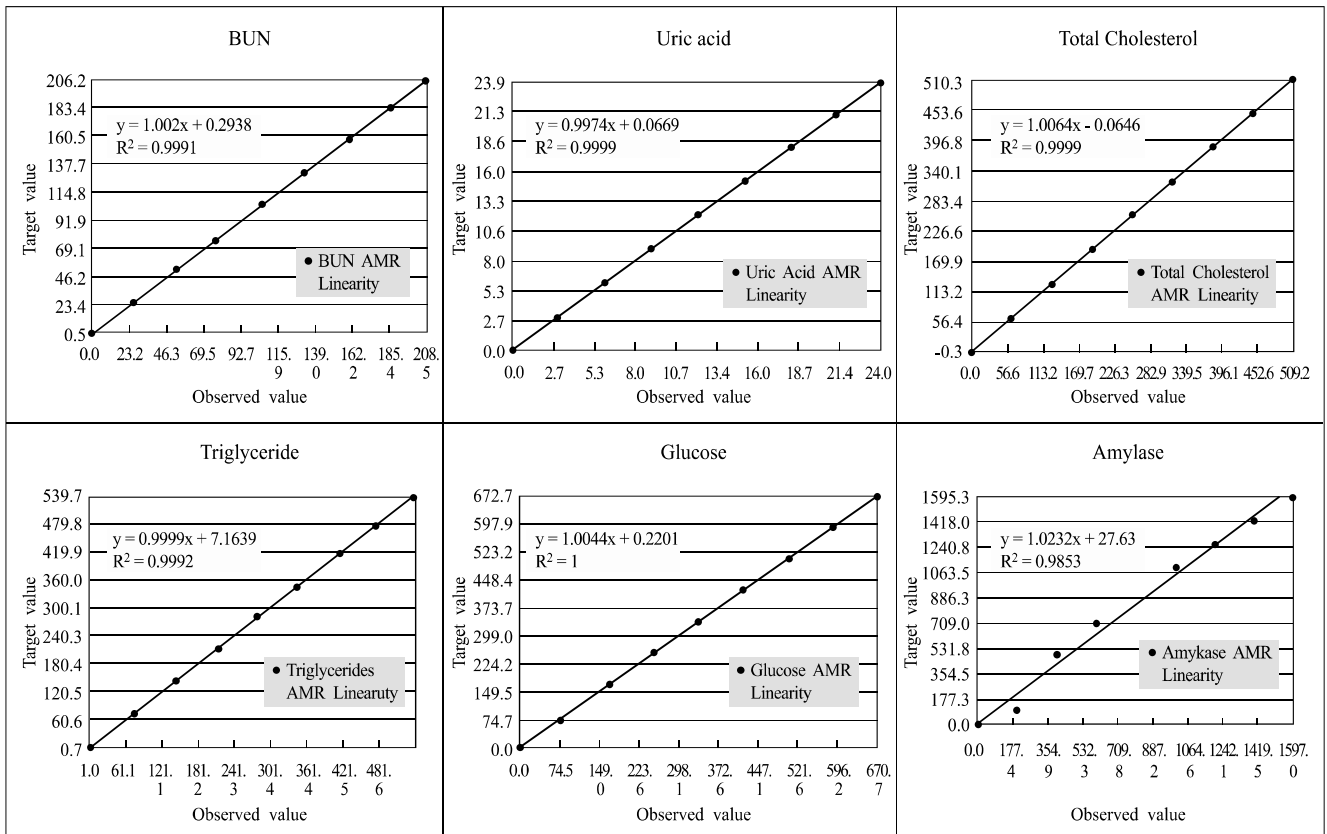 BUN
Target value
206.2
183.4
160.5
137.7
114.8
91.9
69.1
46.2
23.4
0.5
y = 1.002x + 0.2938
R² = 0.9991
BUN AMR
Linearity
0.0 23.2 46.3 69.5 92.7 115. 139. 162. 185. 208.
9 0 2 4 5
Observed value
Uric acid
Target value
23.9
21.3
18.6
16.0
13.3
10.6
8.0
5.3
2.7
0.0
y = 0.9974x + 0.0669
R² = 0.9999
Uric Acid AMR
Linearity
0.0 2.7 5.3 8.0 10.7 13.4 16.0 18.7 21.4 24.0
Observed value
Total Cholesterol
Target value
510.3
453.6
396.8
340.1
283.4
226.6
169.9
113.2
56.4
-0.3
y = 1.0064x - 0.0646
R² = 0.9999
Total Cholesterol
AMR Linearity
0.0 56.6 113.2 169.7 226.3 282.9 339.5 396.1 452.6 509.2
Observed value
Triglyceride
Target value
539.7
479.8
419.9
360.0
300.1
240.3
180.4
120.5
60.6
0.7
y = 0.9999x + 7.1639
R² = 0.9992
Triglycerides
AMR Linearuty
1.0 61.1 121. 181. 241. 301. 361. 421. 481.
1 2 3 4 4 5 6
Observed value
Glucose
Target value
672.7
597.9
523.2
448.4
373.7
299.0
224.2
149.5
74.7
0.0
y = 1.0044x + 0.2201
R² = 1
Glucose AMR
Linearity
0.0 74.5 149. 223. 298. 372. 447. 521. 596. 670.
0 6 1 6 1 6 2 7
Observed value
Amylase
Target value
1595.3
1418.0
1240.8
1063.5
886.3
709.0
531.8
354.5
177.3
0.0
y = 1.0232x + 27.63
R² = 0.9853
Amykase AMR
Linearity
0.0 177. 354. 532. 709. 887. 1064. 1242. 1419. 1597.
4 9 3 8 2 6 1 5 0
Observed value